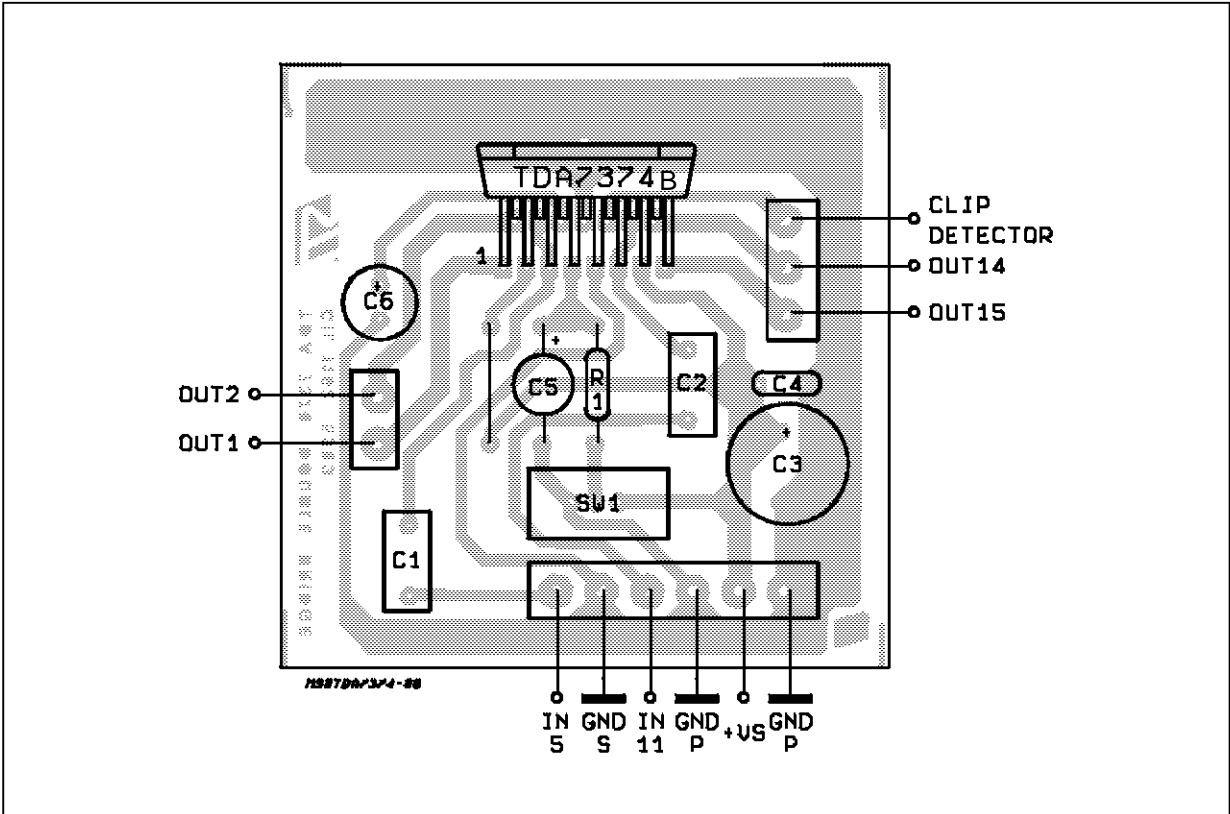 TDA7374B
1
CLIP
DETECTOR
OUT14
OUT15
C6
+
+
C5
R
1
C2
C4
+
C3
OUT2
OUT1
SW1
C1
IN
5
GND
S
IN
11
GND
P
+VS
GND
P